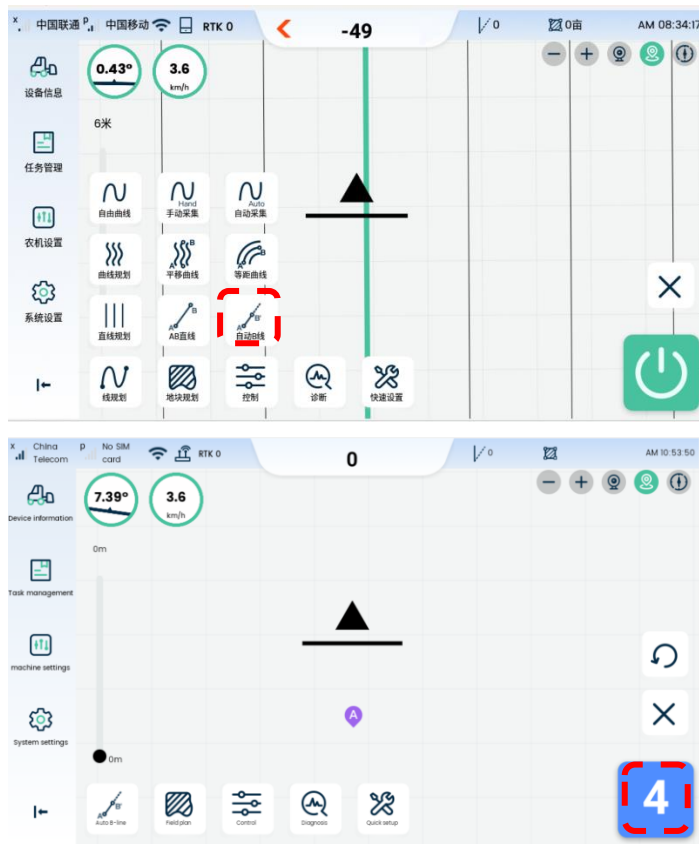 x 中国联通 P 中国移动 RTK 0 -49 0 0亩 AM 08:34:17
0.43° 3.6 km/h
设备信息
6米
任务管理
自由曲线 Hand 手动采集 Auto 自动采集
农机设置
曲线规划 A B 平移曲线 A B 等距曲线
系统设置
直线规划 A B AB直线 A B' 自动B线
线规划 地块规划 控制 诊断 快速设置
x China Telecom P No SIM card RTK 0 0 0 AM 10:53:50
7.39° 3.6 km/h
Device information
0m
Task management
machine settings
A
System settings
0m
4
A B' Auto B-line Field plan Control Diagnosis Quick setup